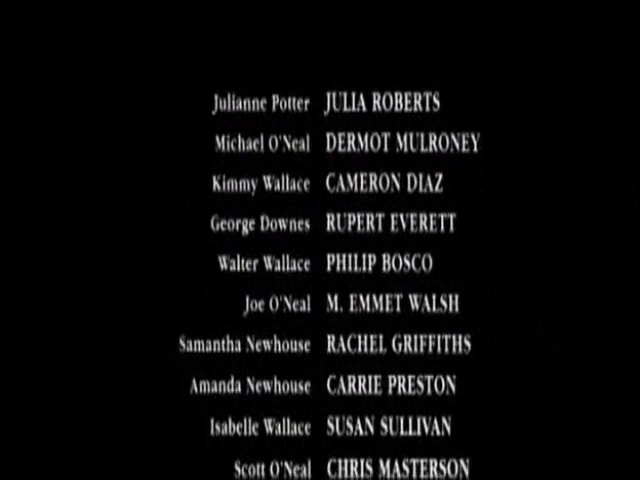 Julianne Potter JULIA ROBERTS
Michael O'Neal DERMOT MULRONEY
Kimmy Wallace CAMERON DIAZ
George Downes RUPERT EVERETT
Walter Wallace PHILIP BOSCO
Joe O'Neal M. EMMET WALSH
Samantha Newhouse RACHEL GRIFFITHS
Amanda Newhouse CARRIE PRESTON
Isabelle Wallace SUSAN SULLIVAN
Scott O'Neal CHRIS MASTERSON